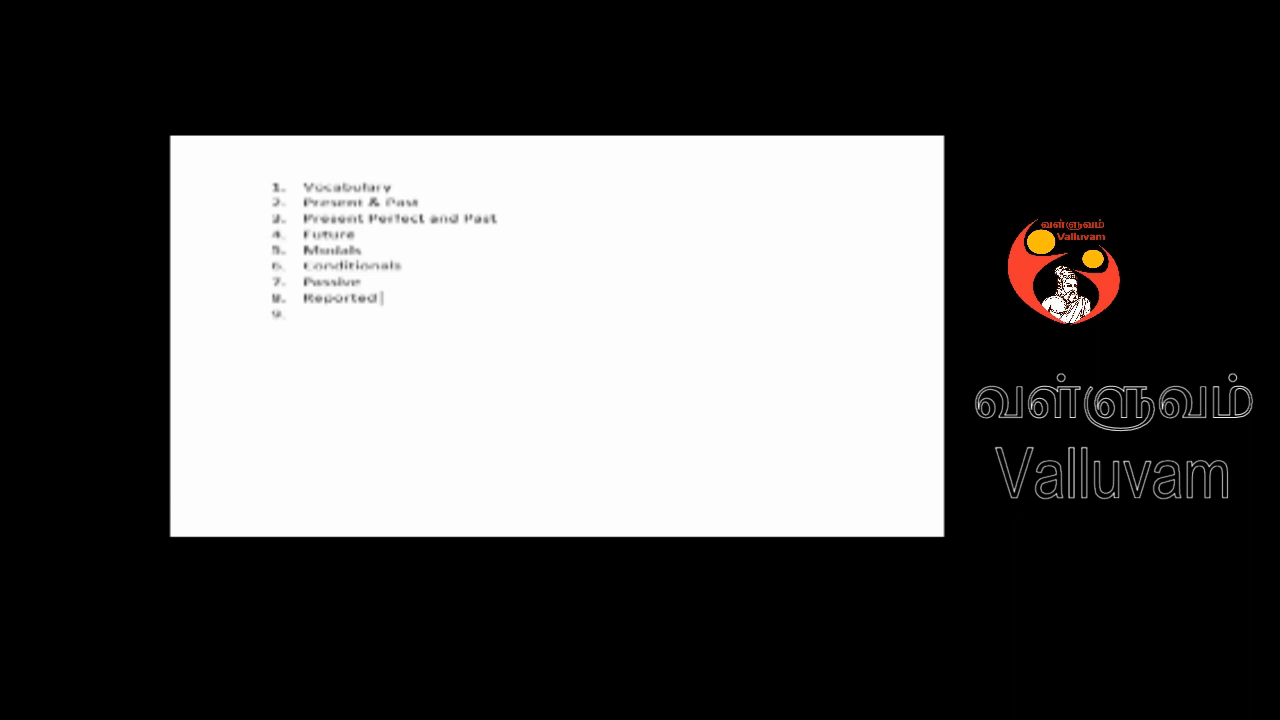 1. Vocabulary
2. Present & Past
3. Present Perfect and Past
4. Future
5. Modals
6. Conditionals
7. Passive
8. Reported
9.
வள்ளுவம்
Valluvam
வள்ளுவம்
Valluvam